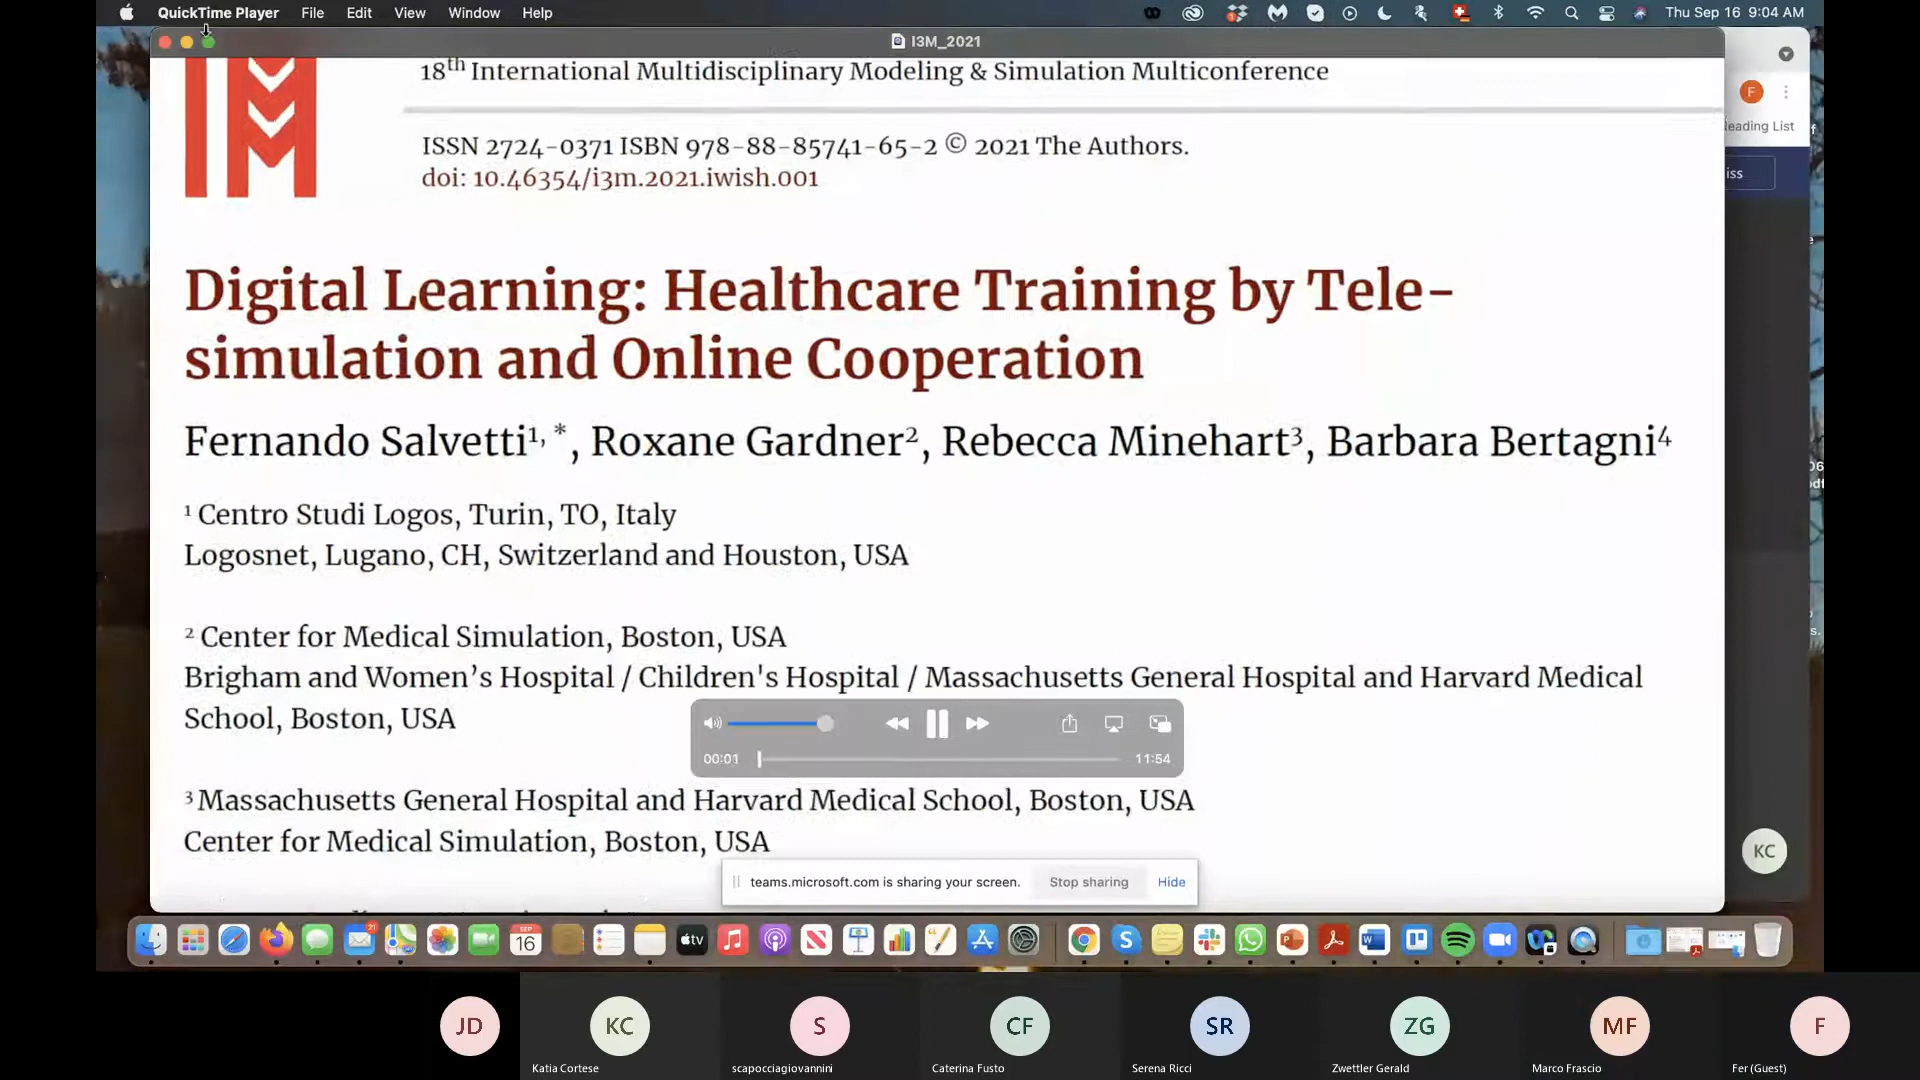 QuickTime Player File Edit View Window Help Thu Sep 16 9:04 AM
I3M_2021
18th International Multidisciplinary Modeling & Simulation Multiconference
F
eading List
ISSN 2724-0371 ISBN 978-88-85741-65-2 © 2021 The Authors.
doi: 10.46354/i3m.2021.iwish.001
iss
Digital Learning: Healthcare Training by Tele-
simulation and Online Cooperation
Fernando Salvetti1, *, Roxane Gardner2, Rebecca Minehart3, Barbara Bertagni4
1 Centro Studi Logos, Turin, TO, Italy
Logosnet, Lugano, CH, Switzerland and Houston, USA
2 Center for Medical Simulation, Boston, USA
Brigham and Women’s Hospital / Children's Hospital / Massachusetts General Hospital and Harvard Medical
School, Boston, USA
00:01 11:54
3 Massachusetts General Hospital and Harvard Medical School, Boston, USA
Center for Medical Simulation, Boston, USA
KC
teams.microsoft.com is sharing your screen. Stop sharing Hide
21 SEP 16 tv
JD KC S CF SR ZG MF F
Katia Cortese scapocciagiovannini Caterina Fusto Serena Ricci Zwettler Gerald Marco Frascio Fer (Guest)